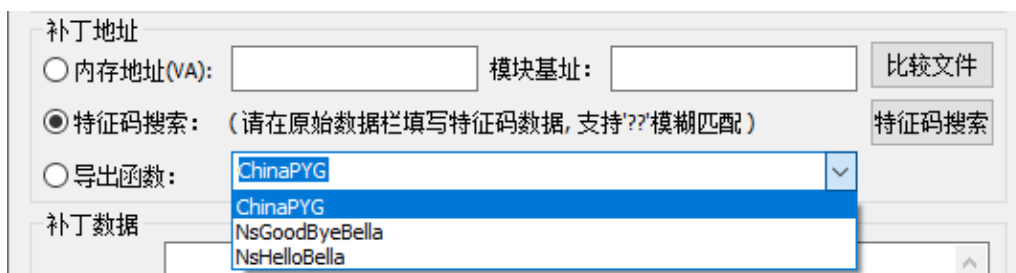 补丁地址
内存地址(VA): 模块基址: 比较文件
特征码搜索: (请在原始数据栏填写特征码数据, 支持'??'模糊匹配) 特征码搜索
导出函数: ChinaPYG
ChinaPYG
补丁数据 NsGoodByeBella
NsHelloBella